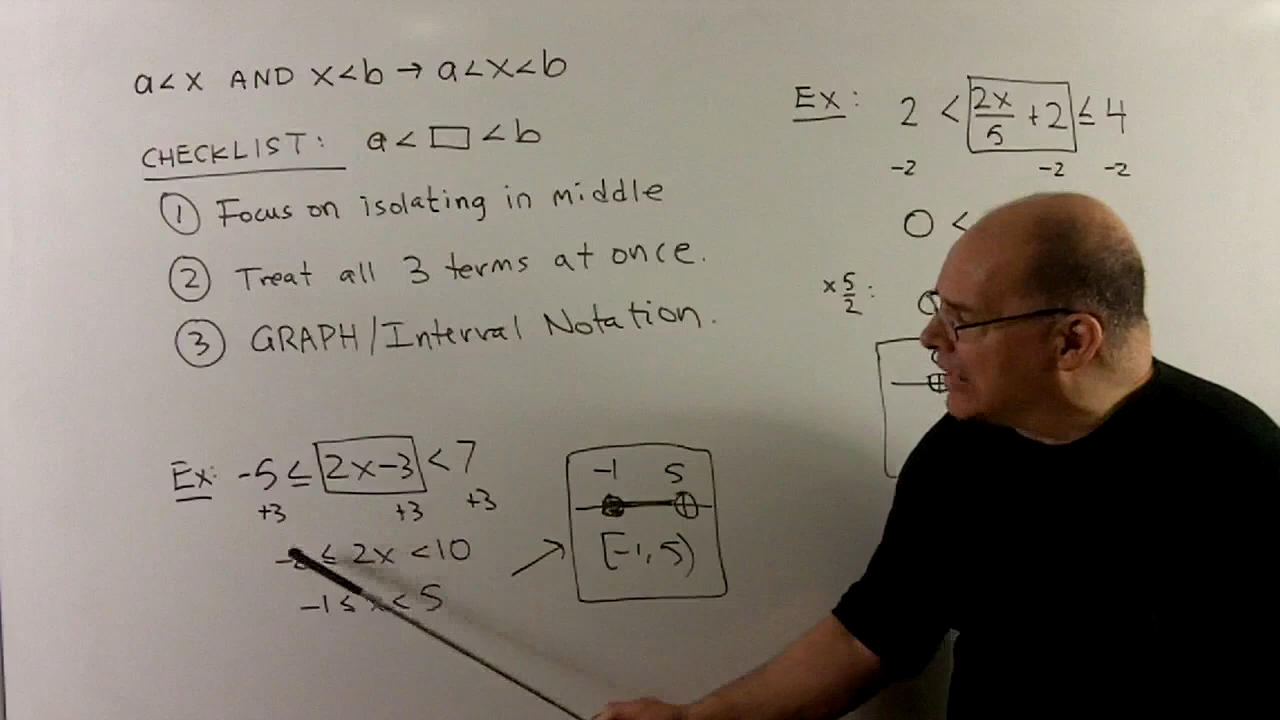 a<x AND x<b → a<x<b
CHECKLIST: a< □ <b
① Focus on isolating in middle
② Treat all 3 terms at once.
③ GRAPH/Interval Notation.
Ex: -5 ≤ 2x-3 < 7
+3 +3 +3
≤ 2x < 10
-1 ≤ x < 5
-1 5
[-1, 5)
Ex: 2 < 2x/5 +2 ≤ 4
-2 -2 -2
0 <
× 5/2 :